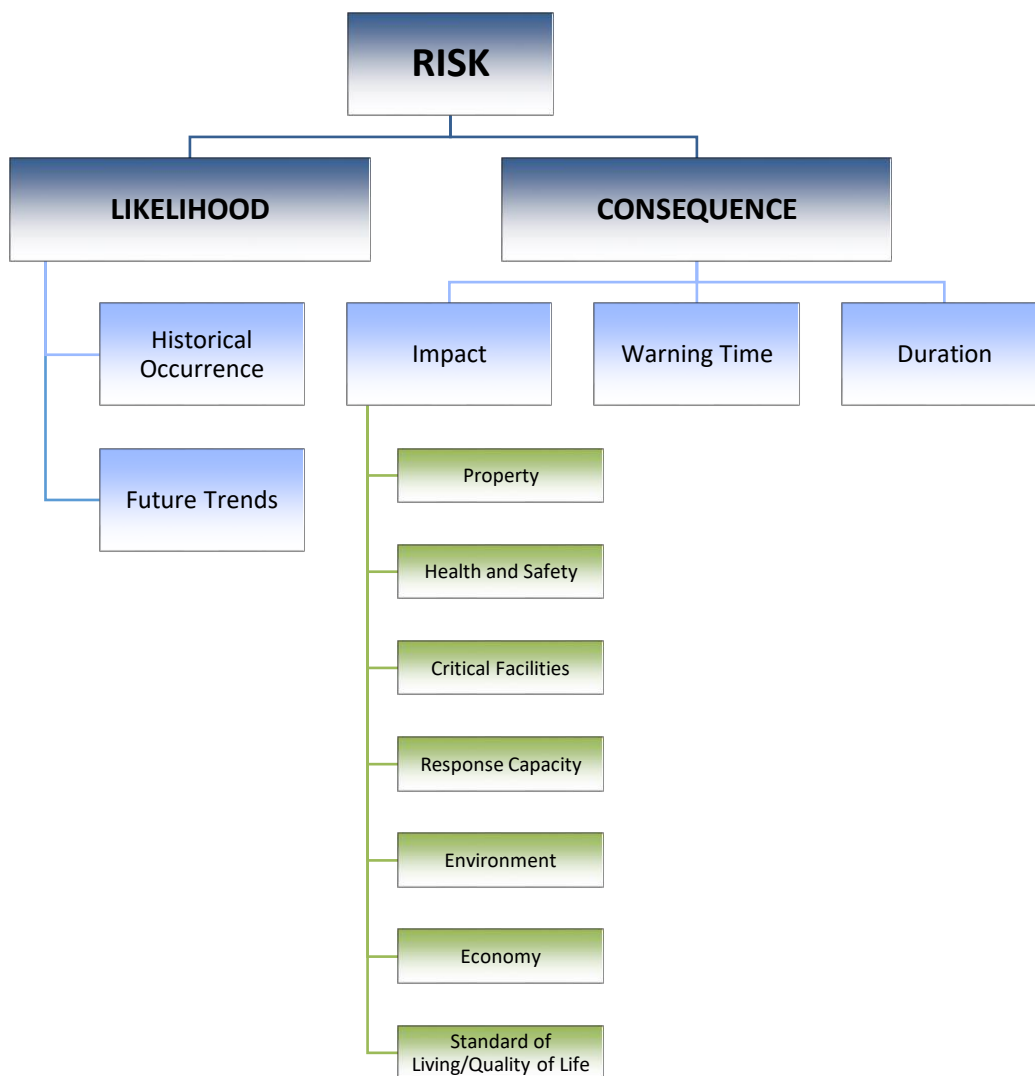 RISK
LIKELIHOOD
CONSEQUENCE
Historical
Occurrence
Impact
Warning Time
Duration
Future Trends
Property
Health and Safety
Critical Facilities
Response Capacity
Environment
Economy
Standard of
Living/Quality of Life